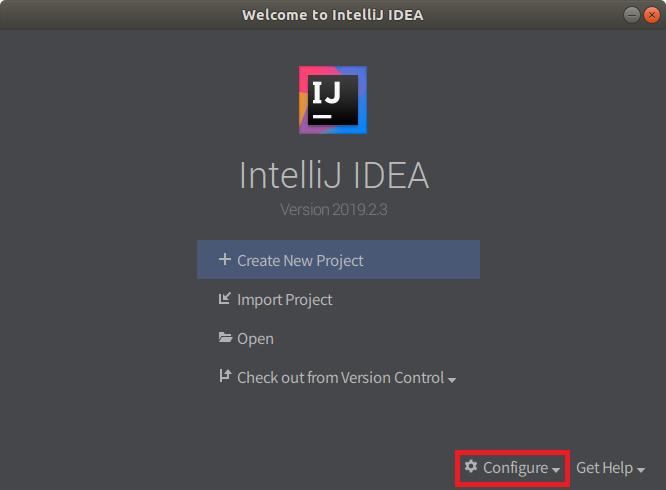 Welcome to IntelliJ IDEA
IJ
IntelliJ IDEA
Version 2019.2.3
Create New Project
Import Project
Open
Check out from Version Control
Configure Get Help